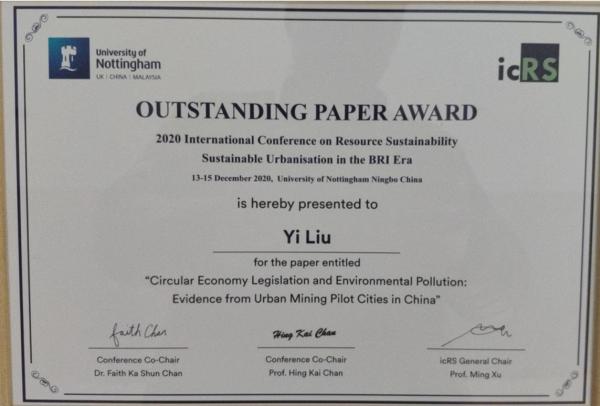 University of
Nottingham
UK | CHINA | MALAYSIA
icRS
OUTSTANDING PAPER AWARD
2020 International Conference on Resource Sustainability
Sustainable Urbanisation in the BRI Era
13-15 December 2020, University of Nottingham Ningbo China
is hereby presented to
Yi Liu
for the paper entitled
“Circular Economy Legislation and Environmental Pollution:
Evidence from Urban Mining Pilot Cities in China”
Faith Chan
Hing Kai Chan
Conference Co-Chair
Dr. Faith Ka Shun Chan
Conference Co-Chair
Prof. Hing Kai Chan
icRS General Chair
Prof. Ming Xu